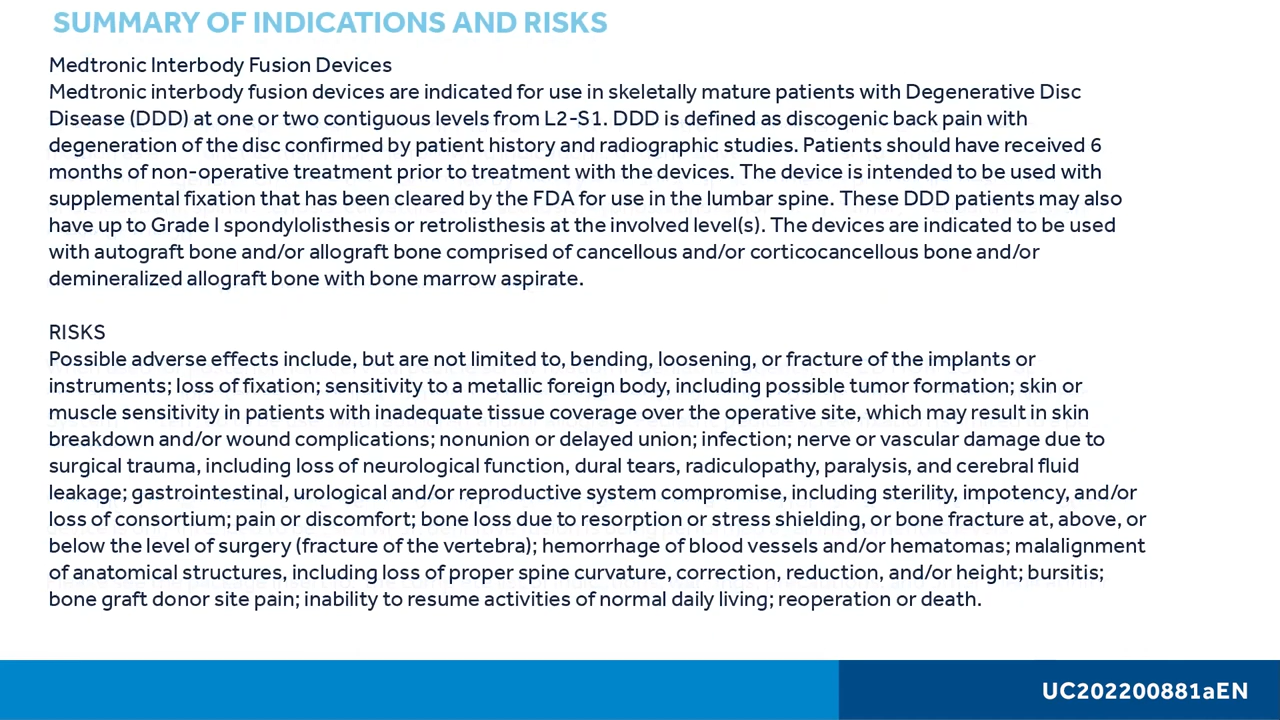 SUMMARY OF INDICATIONS AND RISKS
Medtronic Interbody Fusion Devices
Medtronic interbody fusion devices are indicated for use in skeletally mature patients with Degenerative Disc
Disease (DDD) at one or two contiguous levels from L2-S1. DDD is defined as discogenic back pain with
degeneration of the disc confirmed by patient history and radiographic studies. Patients should have received 6
months of non-operative treatment prior to treatment with the devices. The device is intended to be used with
supplemental fixation that has been cleared by the FDA for use in the lumbar spine. These DDD patients may also
have up to Grade I spondylolisthesis or retrolisthesis at the involved level(s). The devices are indicated to be used
with autograft bone and/or allograft bone comprised of cancellous and/or corticocancellous bone and/or
demineralized allograft bone with bone marrow aspirate.
RISKS
Possible adverse effects include, but are not limited to, bending, loosening, or fracture of the implants or
instruments; loss of fixation; sensitivity to a metallic foreign body, including possible tumor formation; skin or
muscle sensitivity in patients with inadequate tissue coverage over the operative site, which may result in skin
breakdown and/or wound complications; nonunion or delayed union; infection; nerve or vascular damage due to
surgical trauma, including loss of neurological function, dural tears, radiculopathy, paralysis, and cerebral fluid
leakage; gastrointestinal, urological and/or reproductive system compromise, including sterility, impotency, and/or
loss of consortium; pain or discomfort; bone loss due to resorption or stress shielding, or bone fracture at, above, or
below the level of surgery (fracture of the vertebra); hemorrhage of blood vessels and/or hematomas; malalignment
of anatomical structures, including loss of proper spine curvature, correction, reduction, and/or height; bursitis;
bone graft donor site pain; inability to resume activities of normal daily living; reoperation or death.
UC202200881aEN